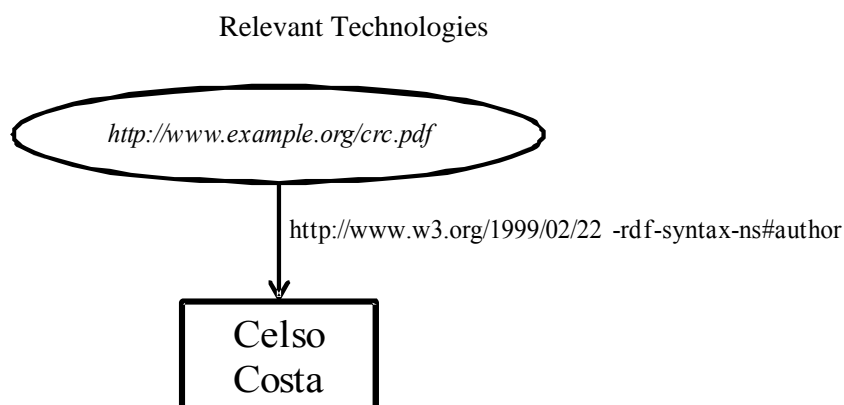 Relevant Technologies
http://www.example.org/crc.pdf
http://www.w3.org/1999/02/22 -rdf-syntax-ns#author
Celso
Costa